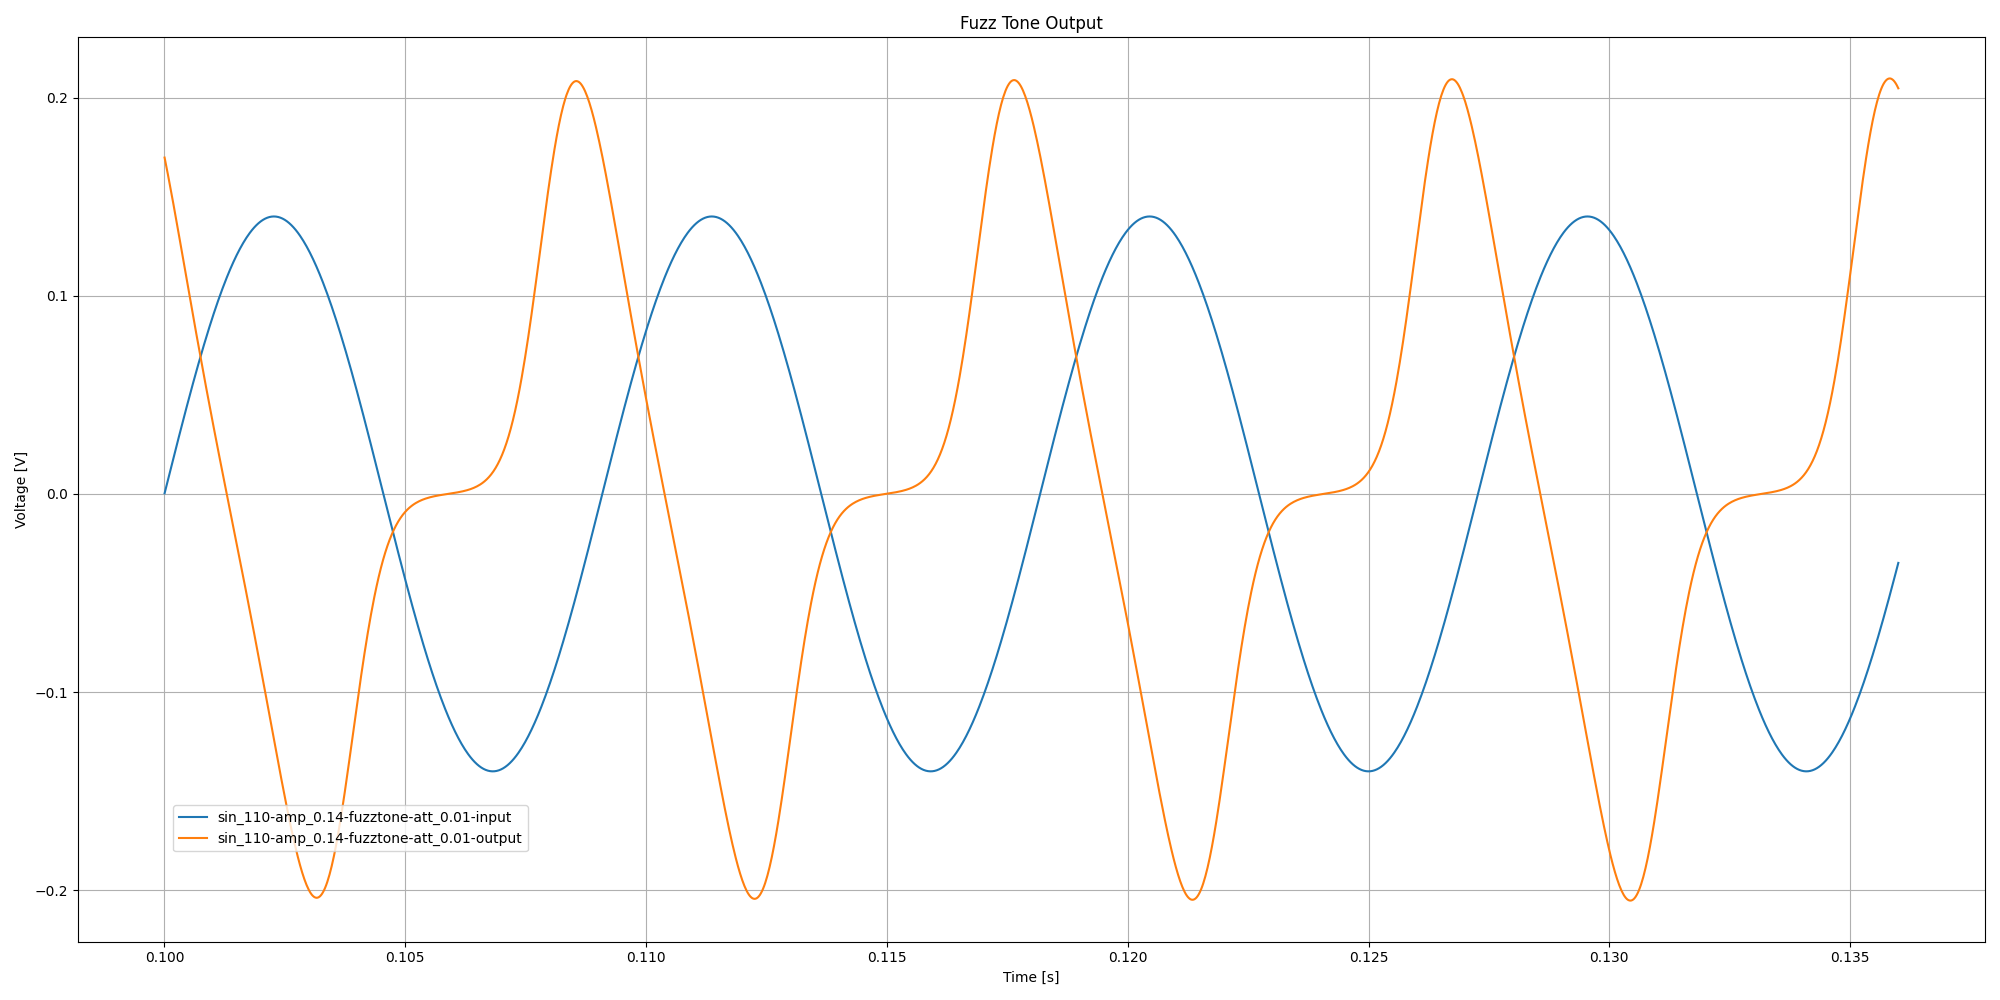 Fuzz Tone Output
Voltage [V]
0.2
0.1
0.0
−0.1
−0.2
sin_110-amp_0.14-fuzztone-att_0.01-input
sin_110-amp_0.14-fuzztone-att_0.01-output
0.100 0.105 0.110 0.115 0.120 0.125 0.130 0.135
Time [s]